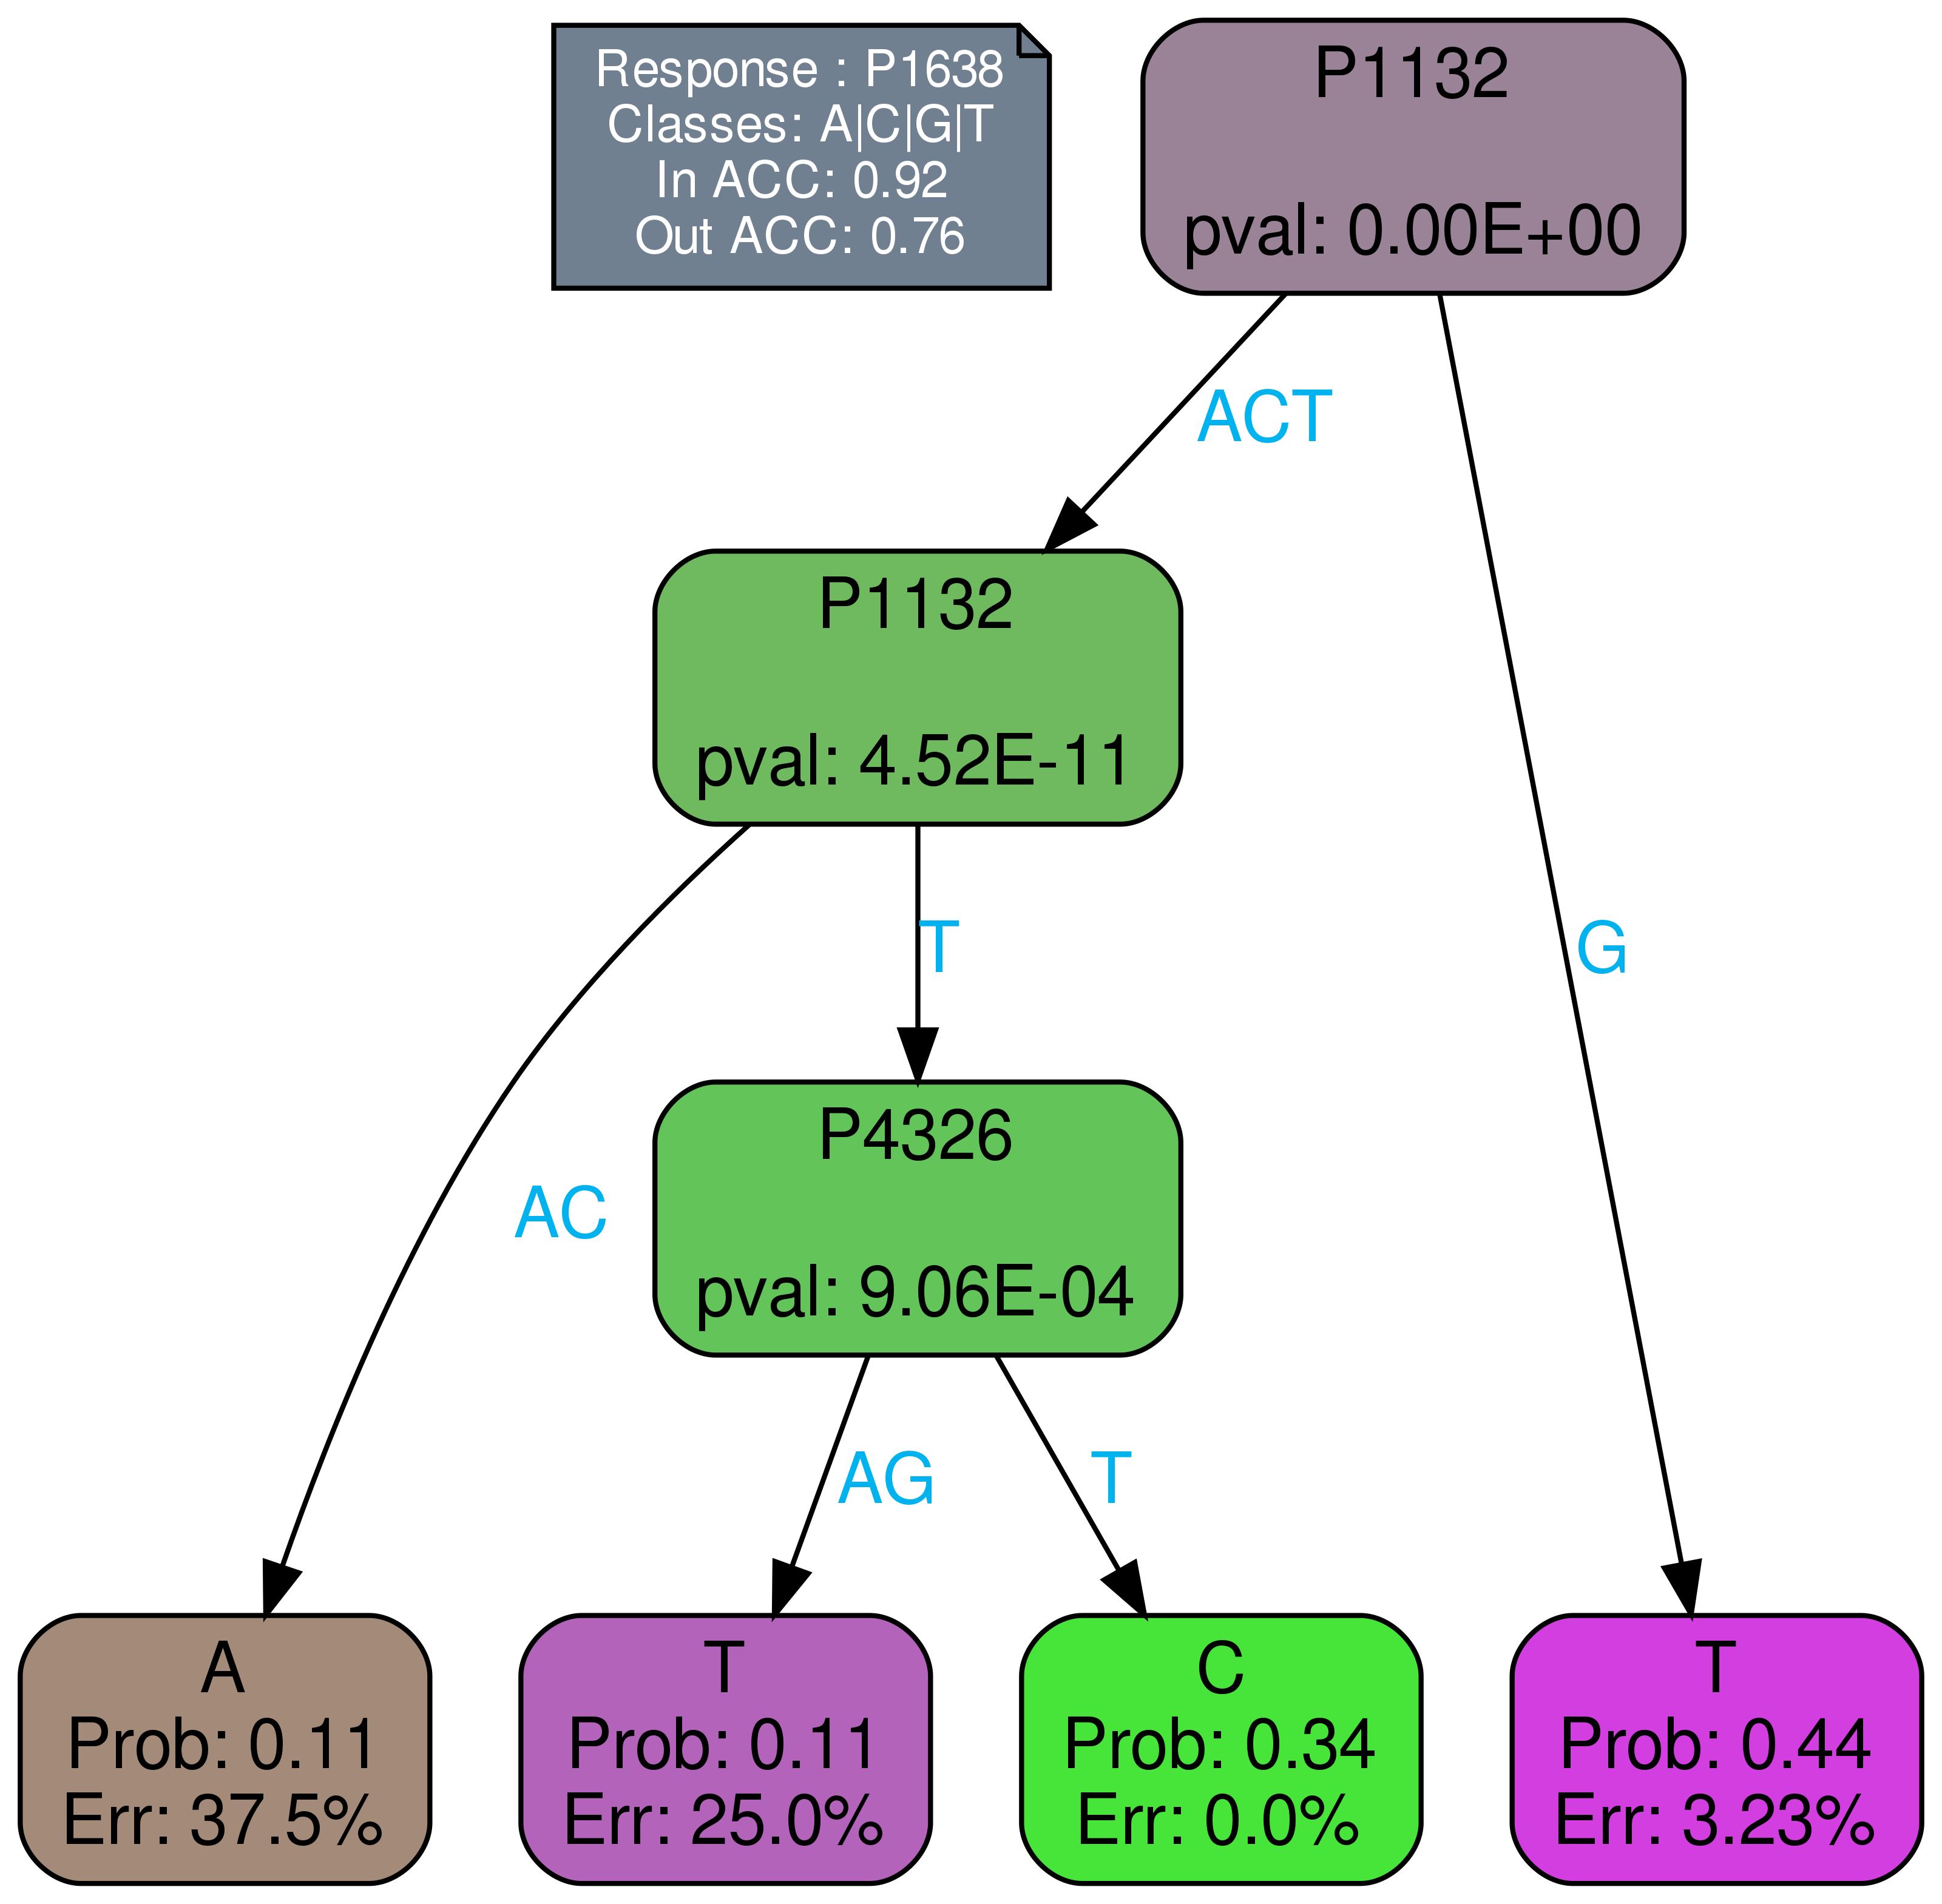 Response : P1638
Classes: A|C|G|T
In ACC: 0.92
Out ACC: 0.76
P1132
pval: 0.00E+00
ACT
P1132
pval: 4.52E-11
T
G
P4326
pval: 9.06E-04
AC
AG
T
A
Prob: 0.11
Err: 37.5%
T
Prob: 0.11
Err: 25.0%
C
Prob: 0.34
Err: 0.0%
T
Prob: 0.44
Err: 3.23%